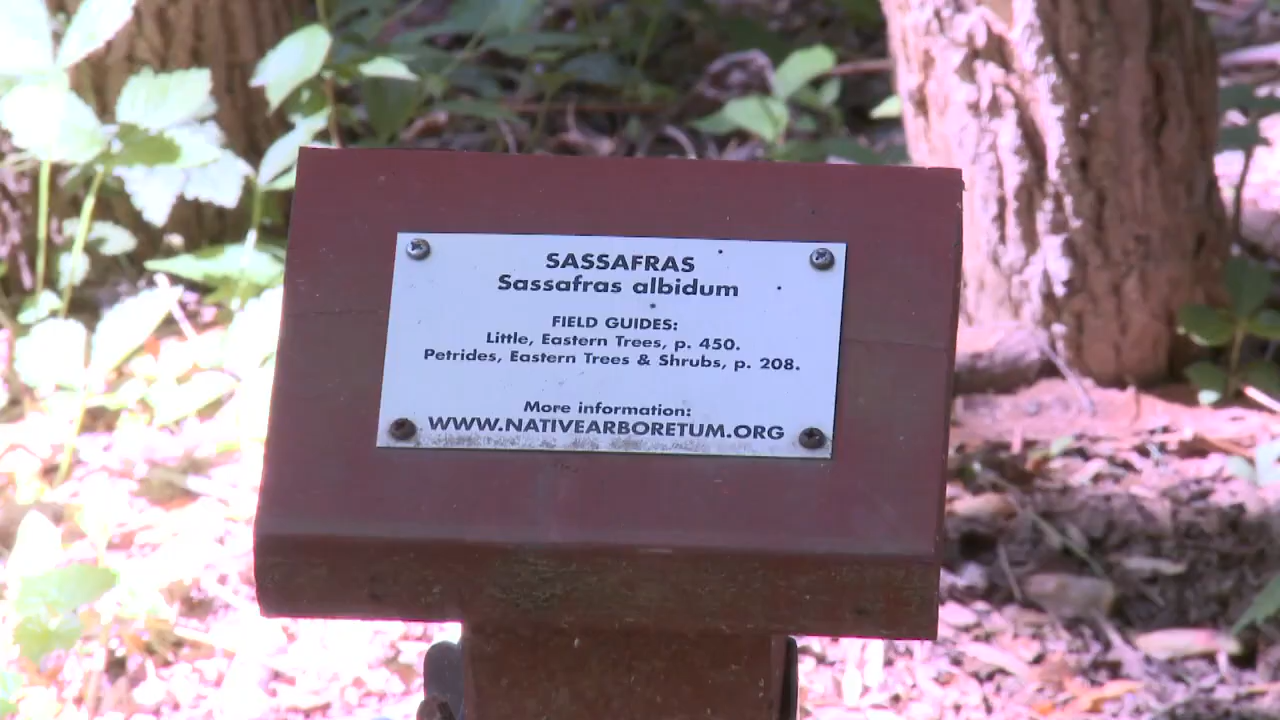 SASSAFRAS
Sassafras albidum
FIELD GUIDES:
Little, Eastern Trees, p. 450.
Petrides, Eastern Trees & Shrubs, p. 208.
More information:
WWW.NATIVEARBORETUM.ORG